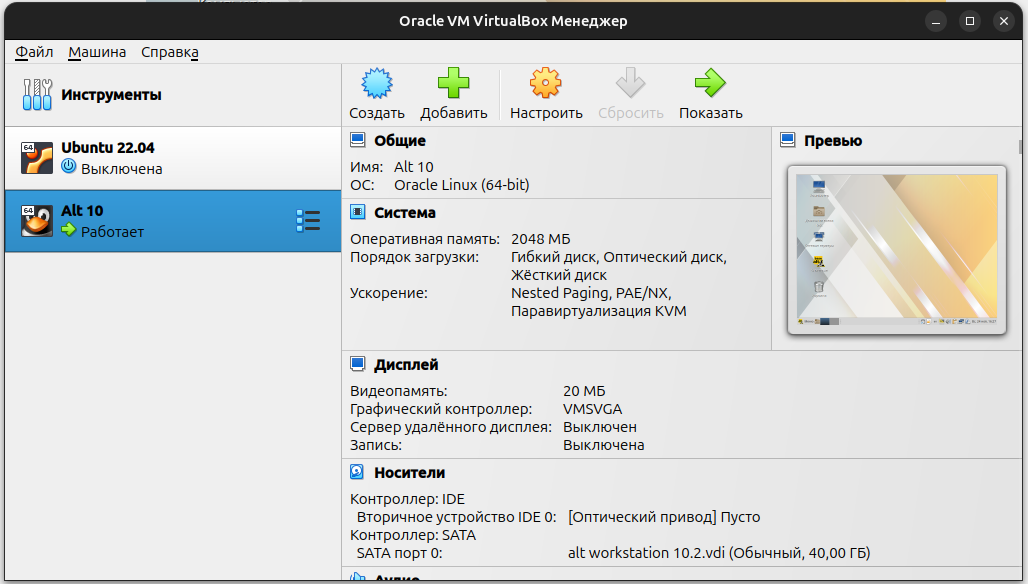 Oracle VM VirtualBox Менеджер
Файл Машина Справка
Инструменты
Создать Добавить Настроить Сбросить Показать
64
Ubuntu 22.04
Выключена
64
Alt 10
Работает
Общие
Имя: Alt 10
ОС: Oracle Linux (64-bit)
Превью
Система
Оперативная память: 2048 МБ
Порядок загрузки: Гибкий диск, Оптический диск,
Жёсткий диск
Ускорение: Nested Paging, PAE/NX,
Паравиртуализация KVM
Дисплей
Видеопамять: 20 МБ
Графический контроллер: VMSVGA
Сервер удалённого дисплея: Выключен
Запись: Выключена
Носители
Контроллер: IDE
Вторичное устройство IDE 0: [Оптический привод] Пусто
Контроллер: SATA
SATA порт 0: alt workstation 10.2.vdi (Обычный, 40,00 ГБ)
Аудио